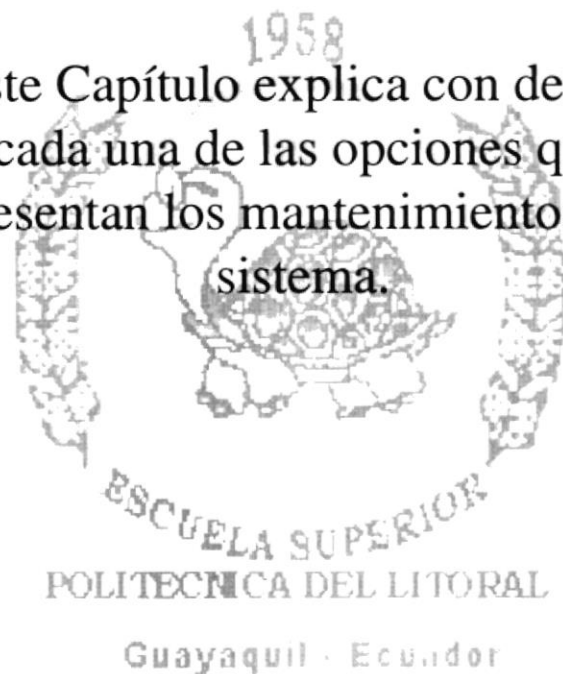 1958
ste Capítulo explica con de
cada una de las opciones q
esentan los mantenimiento
sistema.
ESCUELA SUPERIOR
POLITECNICA DEL LITORAL
Guayaquil - Ecuador